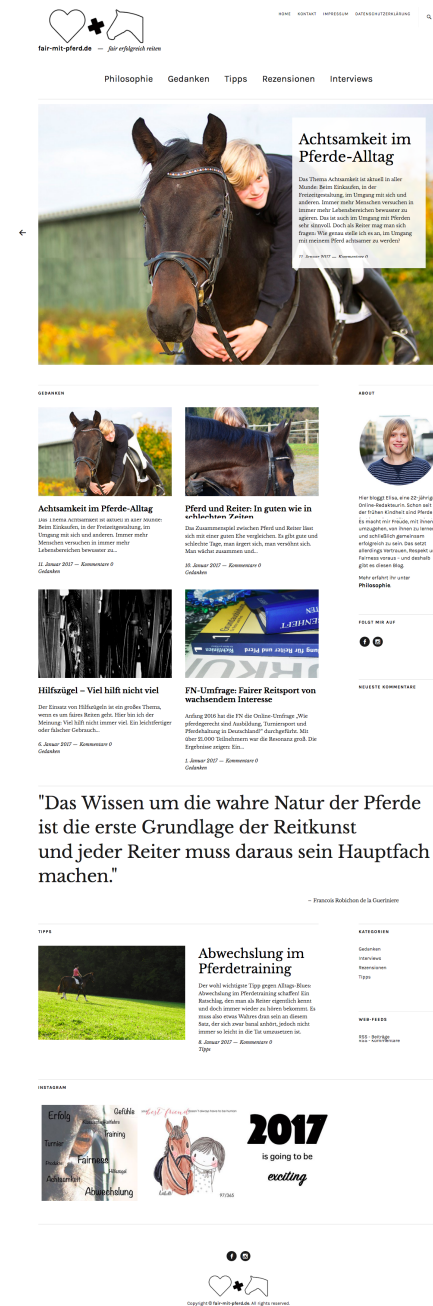 HOME KONTAKT IMPRESSUM DATENSCHUTZERKLÄRUNG
fair-mit-pferd.de — fair erfolgreich reiten
Philosophie Gedanken Tipps Rezensionen Interviews
Achtsamkeit im
Pferde-Alltag
Das Thema Achtsamkeit ist aktuell in aller
Munde: Beim Einkaufen, in der
Freizeitgestaltung, im Umgang mit sich und
anderen. Immer mehr Menschen versuchen in
immer mehr Lebensbereichen bewusster zu
agieren. Das ist auch im Umgang mit Pferden
sehr sinnvoll. Doch als Reiter mag man sich
fragen: Wie genau stelle ich es an, im Umgang
mit meinem Pferd achtsamer zu werden?
11. Januar 2017 — Kommentare 0
GEDANKEN
Achtsamkeit im Pferde-Alltag
Das Thema Achtsamkeit ist aktuell in aller Munde:
Beim Einkaufen, in der Freizeitgestaltung, im
Umgang mit sich und anderen. Immer mehr
Menschen versuchen in immer mehr
Lebensbereichen bewusster zu...
11. Januar 2017 — Kommentare 0
Gedanken
Pferd und Reiter: In guten wie in
schlechten Zeiten
Das Zusammenspiel zwischen Pferd und Reiter lässt
sich mit einer guten Ehe vergleichen. Es gibt gute und
schlechte Tage, man ärgert sich, man versöhnt sich.
Man wächst zusammen und...
10. Januar 2017 — Kommentare 0
Gedanken
Hilfszügel – Viel hilft nicht viel
Der Einsatz von Hilfszügeln ist ein großes Thema,
wenn es um faires Reiten geht. Hier bin ich der
Meinung: Viel hilft nicht immer viel. Ein leichtfertiger
oder falscher Gebrauch...
6. Januar 2017 — Kommentare 0
Gedanken
FN-Umfrage: Fairer Reitsport von
wachsendem Interesse
Anfang 2016 hat die FN die Online-Umfrage „Wie
pferdegerecht sind Ausbildung, Turniersport und
Pferdehaltung in Deutschland?“ durchgeführt. Mit
über 21.000 Teilnehmern war die Resonanz groß. Die
Ergebnisse zeigen: Ein...
1. Januar 2017 — Kommentare 0
Gedanken
ABOUT
Hier bloggt Elisa, eine 22-jährige
Online-Redakteurin. Schon seit
der frühen Kindheit sind Pferde
Es macht mir Freude, mit ihnen
umzugehen, von ihnen zu lernen
und schließlich gemeinsam
erfolgreich zu sein. Das setzt
allerdings Vertrauen, Respekt u
Fairness voraus – und deshalb
gibt es diesen Blog.
Mehr erfahrt ihr unter
Philosophie.
FOLGT MIR AUF
NEUESTE KOMMENTARE
"Das Wissen um die wahre Natur der Pferde
ist die erste Grundlage der Reitkunst
und jeder Reiter muss daraus sein Hauptfach
machen."
– Francois Robichon de la Gueriniere
TIPPS
Abwechslung im
Pferdetraining
Der wohl wichtigste Tipp gegen Alltags-Blues:
Abwechslung im Pferdetraining schaffen! Ein
Ratschlag, den man als Reiter eigentlich kennt
und doch immer wieder zu hören bekommt. Es
muss also etwas Wahres dran sein an diesem
Satz, der sich zwar banal anhört, jedoch nicht
immer so leicht in die Tat umzusetzen ist.
8. Januar 2017 — Kommentare 0
Tipps
KATEGORIEN
Gedanken
Interviews
Rezensionen
Tipps
WEB-FEEDS
RSS - Beiträge
RSS - Kommentare
INSTAGRAM
Erfolg
Gefühle
Training
Turnier
Fairness
Hilfszügel
Achtsamkeit
Abwechslung
best friend
97/365
2017
is going to be
exciting
Copyright © fair-mit-pferd.de. All rights reserved.